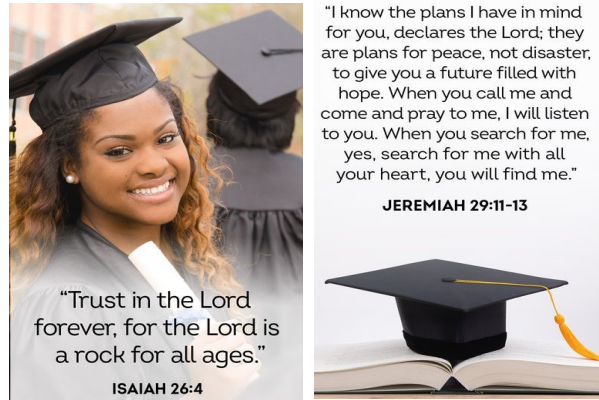 “Trust in the Lord
forever, for the Lord is
a rock for all ages.”
ISAIAH 26:4
“I know the plans I have in mind
for you, declares the Lord; they
are plans for peace, not disaster,
to give you a future filled with
hope. When you call me and
come and pray to me, I will listen
to you. When you search for me,
yes, search for me with all
your heart, you will find me.”
JEREMIAH 29:11-13